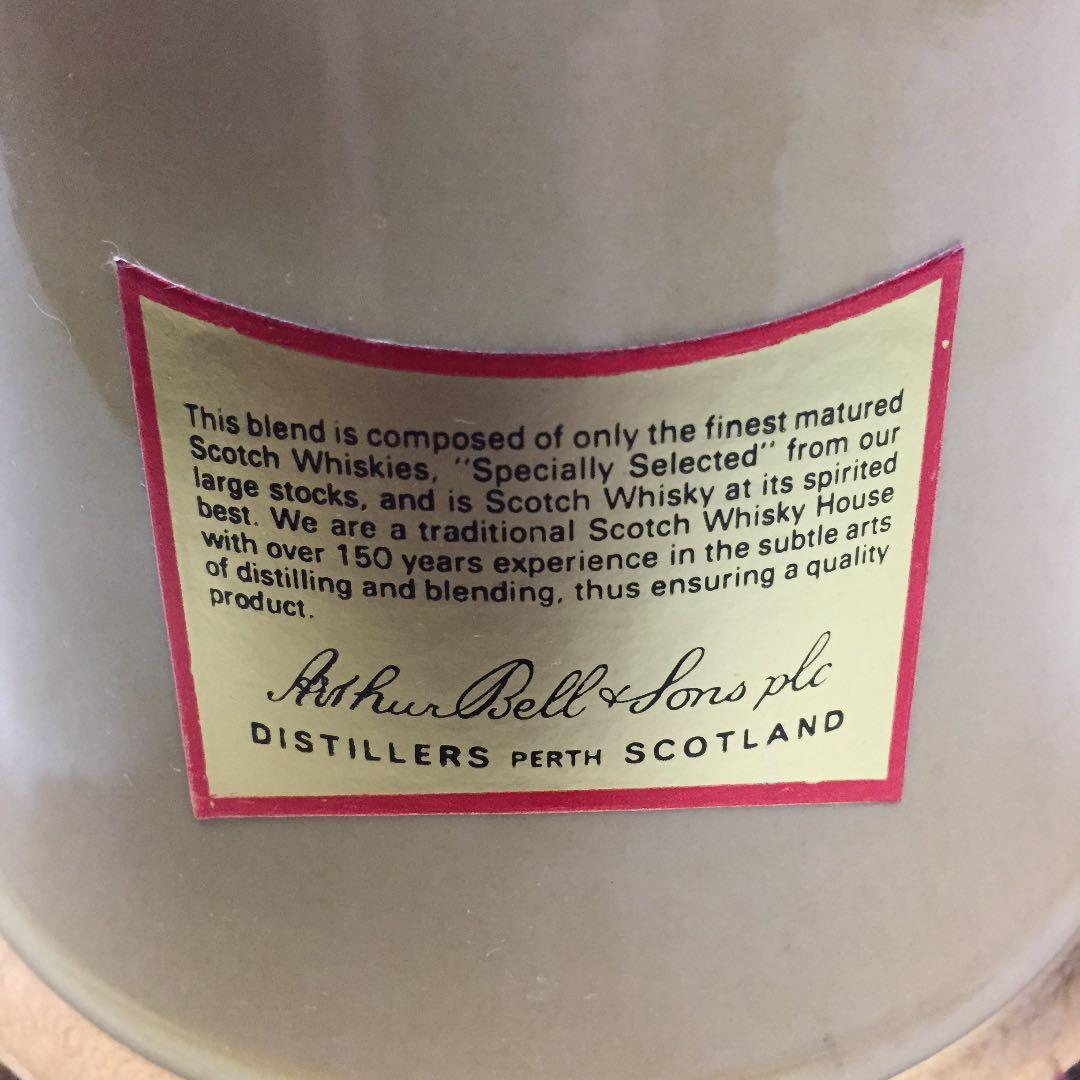 This blend is composed of only the finest matured
Scotch Whiskies, "Specially Selected" from our
large stocks, and is Scotch Whisky at its spirited
best. We are a traditional Scotch Whisky House
with over 150 years experience in the subtle arts
of distilling and blending, thus ensuring a quality
product.
Arthur Bell & Sons plc
DISTILLERS PERTH SCOTLAND